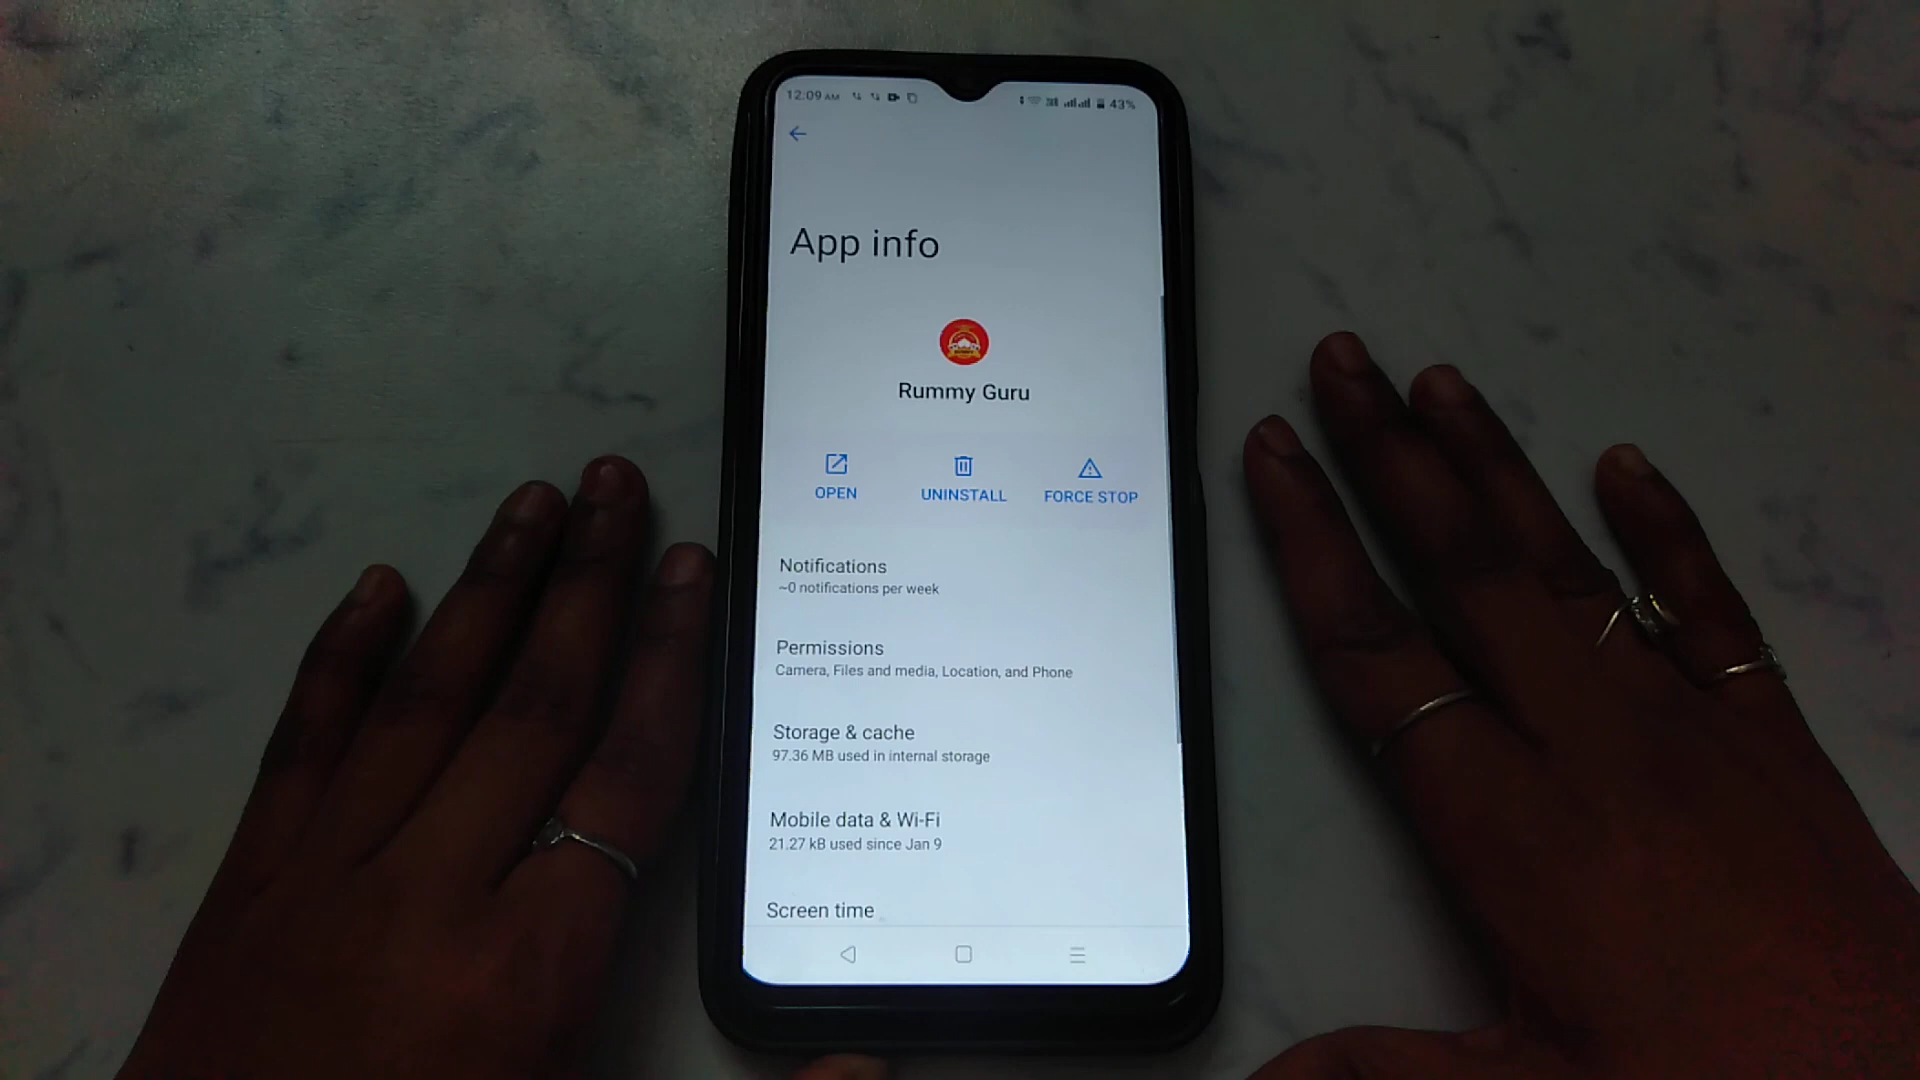 12.09 AM 43%
App info
Rummy Guru
OPEN UNINSTALL FORCE STOP
Notifications
~0 notifications per week
Permissions
Camera, Files and media, Location, and Phone
Storage & cache
97.36 MB used in internal storage
Mobile data & Wi-Fi
21.27 kB used since Jan 9
Screen time